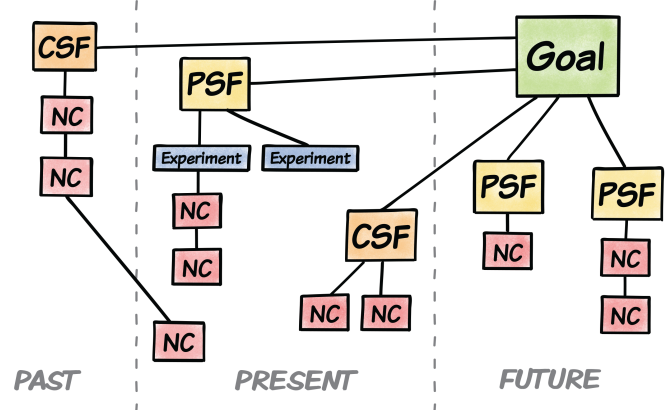 CSF
Goal
PSF
NC
Experiment
Experiment
NC
PSF
PSF
NC
CSF
NC
NC
NC
NC
NC
NC
NC
NC
PAST
PRESENT
FUTURE